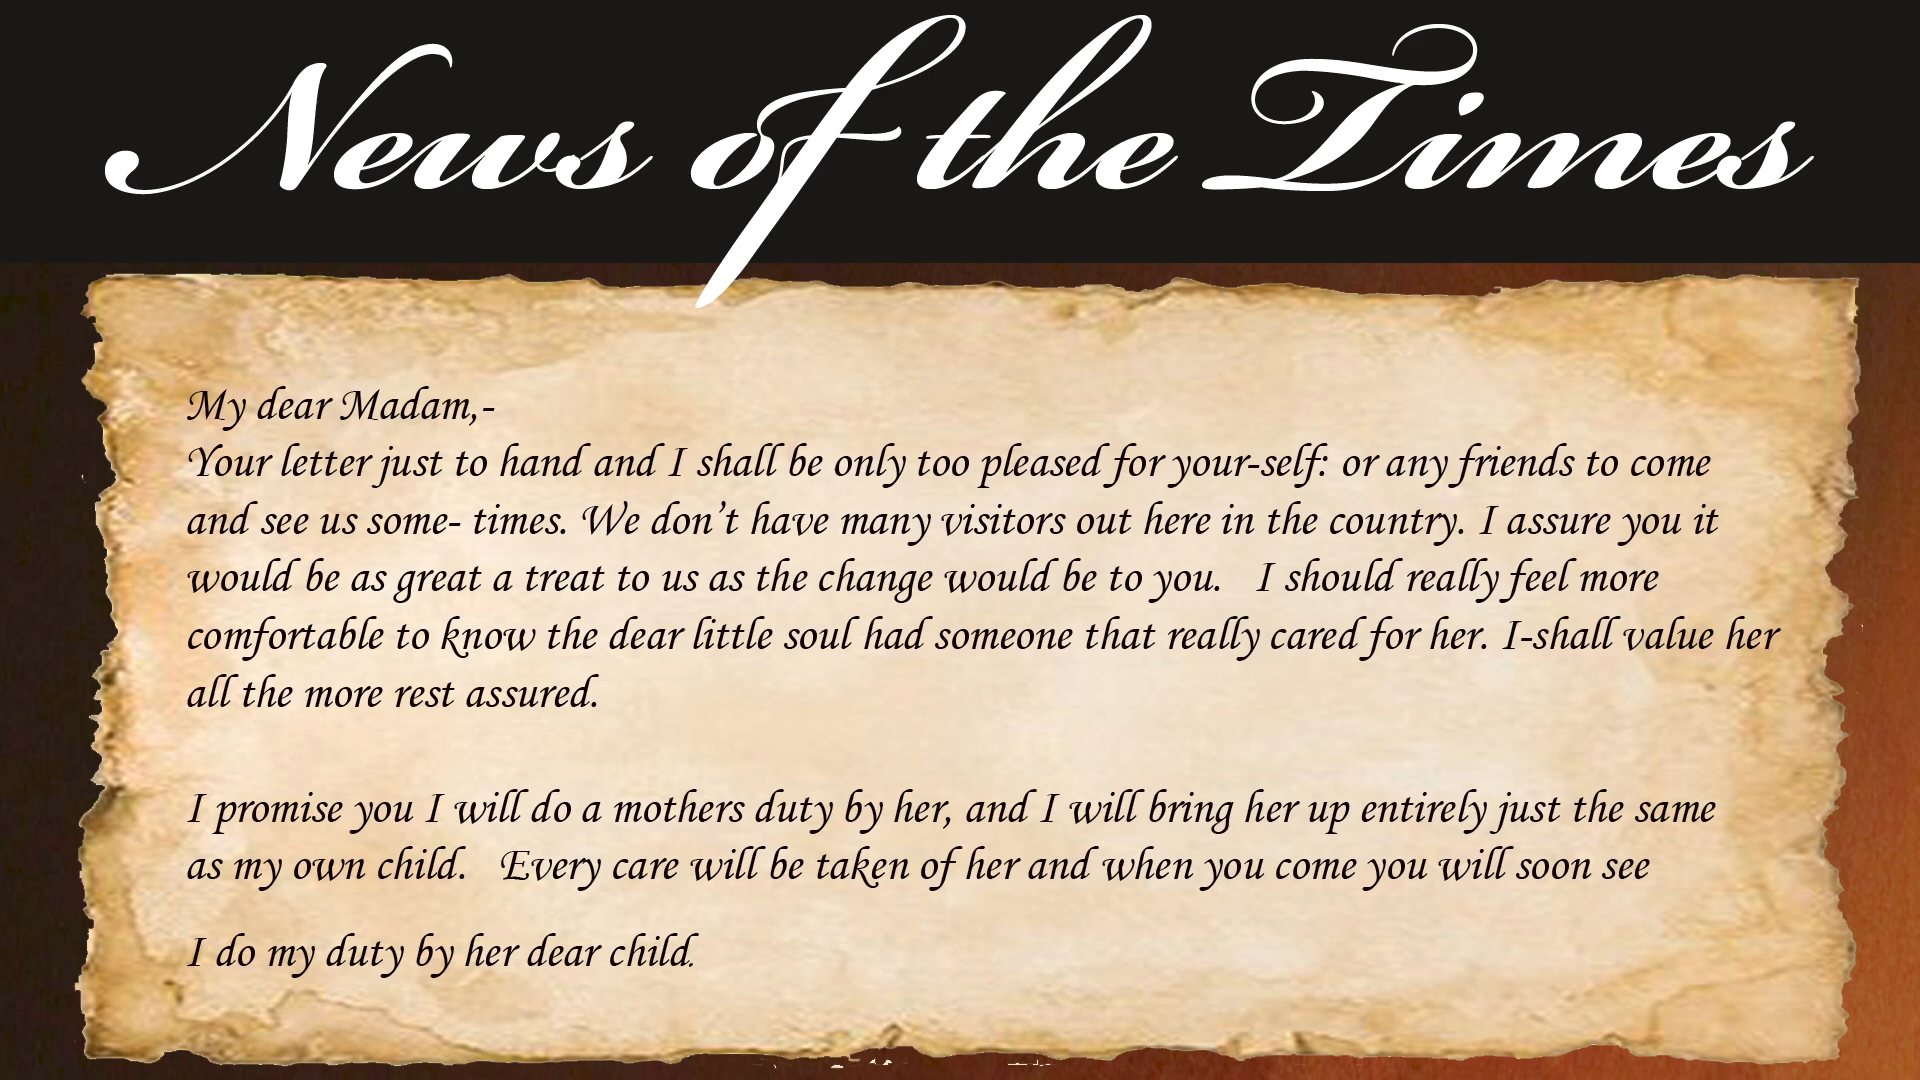 News of the Times
My dear Madam,-
Your letter just to hand and I shall be only too pleased for your-self: or any friends to come
and see us some- times. We don’t have many visitors out here in the country. I assure you it
would be as great a treat to us as the change would be to you.   I should really feel more
comfortable to know the dear little soul had someone that really cared for her. I-shall value her
all the more rest assured.
I promise you I will do a mothers duty by her, and I will bring her up entirely just the same
as my own child.   Every care will be taken of her and when you come you will soon see
I do my duty by her dear child.